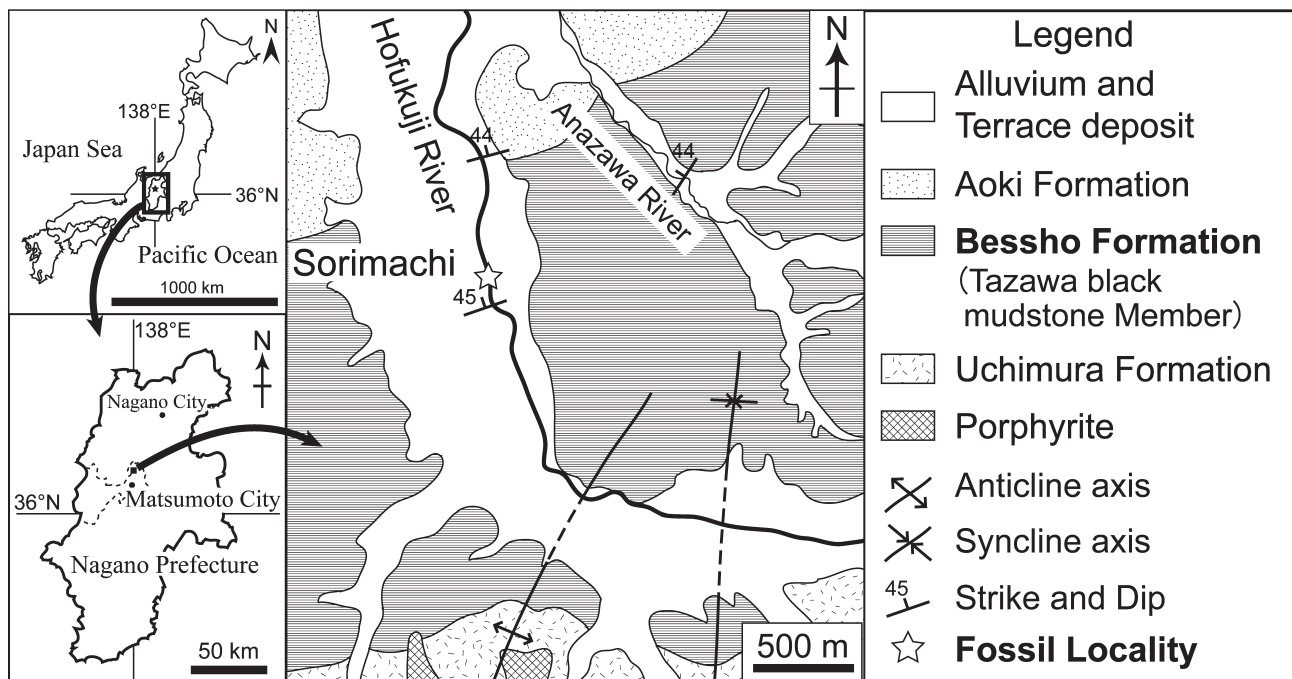 N
138°E
Japan Sea
36°N
Pacific Ocean
1000 km
138°E
N
Nagano City
Matsumoto City
36°N
Nagano Prefecture
50 km
Hofukuji River
N
44
Anazawa River
44
Sorimachi
45
500 m
Legend
Alluvium and
Terrace deposit
Aoki Formation
Bessho Formation
(Tazawa black
mudstone Member)
Uchimura Formation
Porphyrite
Anticline axis
Syncline axis
45
Strike and Dip
Fossil Locality